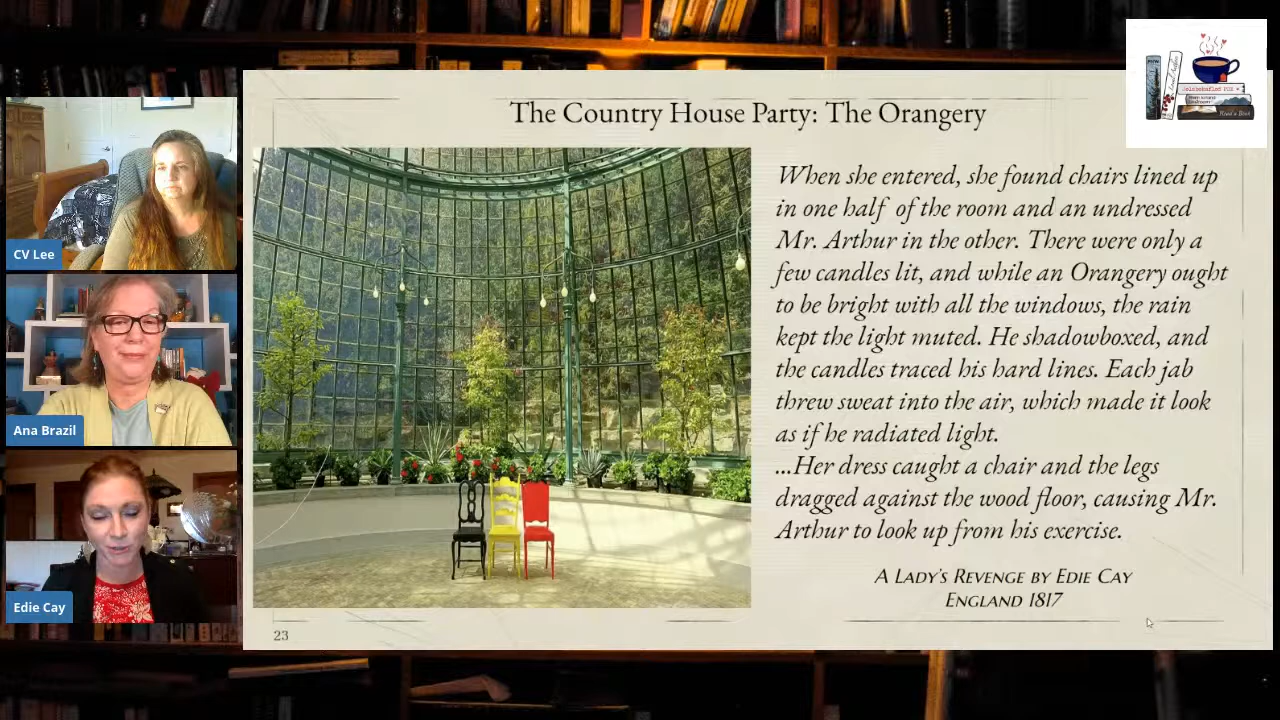 The Country House Party: The Orangery
When she entered, she found chairs lined up
in one half of the room and an undressed
Mr. Arthur in the other. There were only a
few candles lit, and while an Orangery ought
to be bright with all the windows, the rain
kept the light muted. He shadowboxed, and
the candles traced his hard lines. Each jab
threw sweat into the air, which made it look
as if he radiated light.
...Her dress caught a chair and the legs
dragged against the wood floor, causing Mr.
Arthur to look up from his exercise.
A Lady's Revenge by Edie Cay
England 1817
23
CV Lee
Ana Brazil
Edie Cay
Read a Book